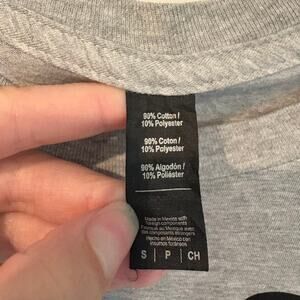 90% Cotton /
10% Polyester
90% Coton /
10% Polyester
90% Algodón /
10% Poliéster
Made in Mexico with
foreign components
Fabriqué au Mexique avec
des composants étrangers
Hecho en México con
insumos foráneos
S | P | CH